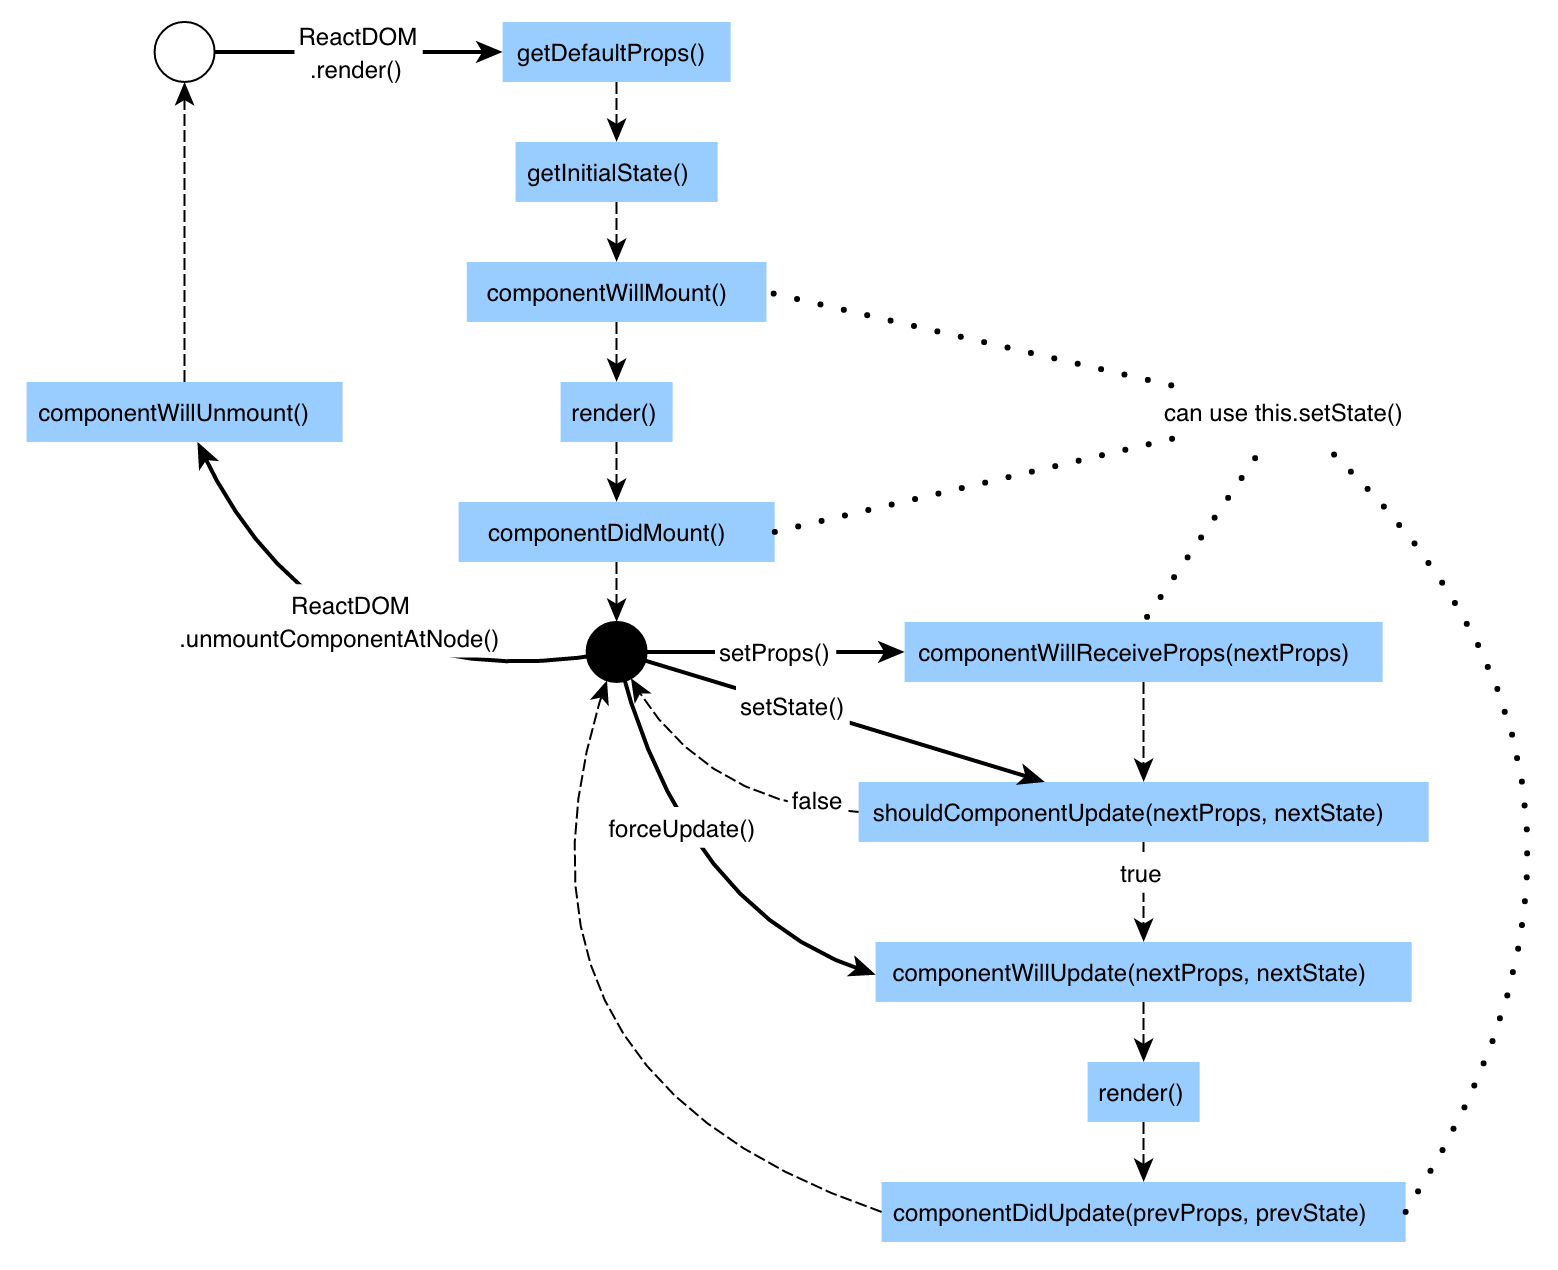 ReactDOM
.render()
getDefaultProps()
getInitialState()
componentWillMount()
componentWillUnmount()
render()
can use this.setState()
componentDidMount()
ReactDOM
.unmountComponentAtNode()
setProps()
componentWillReceiveProps(nextProps)
setState()
false
shouldComponentUpdate(nextProps, nextState)
forceUpdate()
true
componentWillUpdate(nextProps, nextState)
render()
componentDidUpdate(prevProps, prevState)